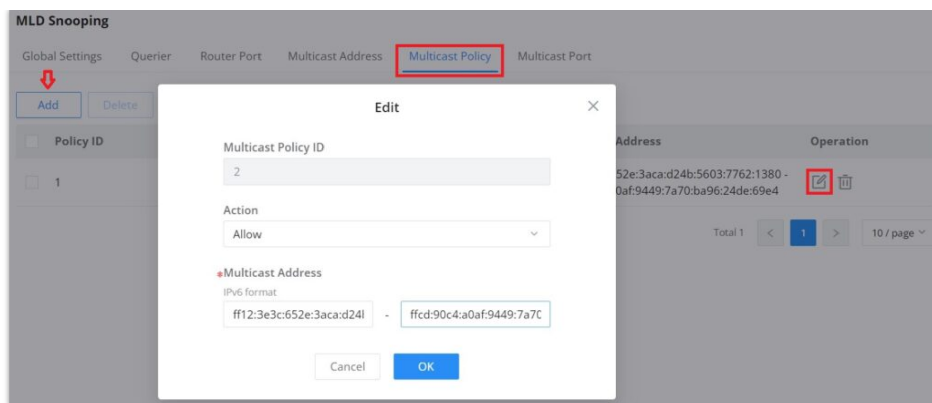 MLD Snooping
Global Settings Querier Router Port Multicast Address Multicast Policy Multicast Port
Add Delete
Edit
Policy ID Address Operation
Multicast Policy ID
2
1 52e:3aca:d24b:5603:7762:1380 -
0af:9449:7a70:ba96:24de:69e4
Action
Allow
Total 1 < 1 > 10 / page
*Multicast Address
IPv6 format
ff12:3e3c:652e:3aca:d24l - ffcd:90c4:a0af:9449:7a7C
Cancel OK